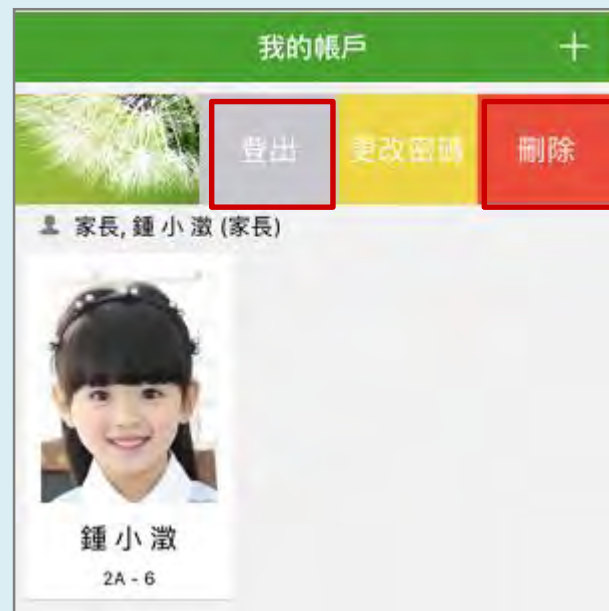 我的帳戶 +
登出 更改密碼 刪除
家長, 鍾 小 澂 (家長)
鍾 小 澂
2A - 6